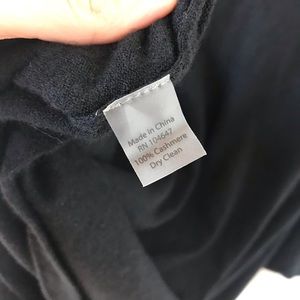 Made in China
RN 104647
100% Cashmere
Dry Clean